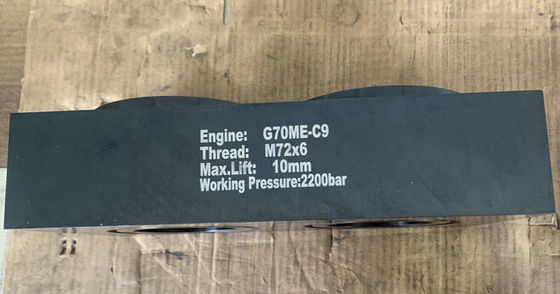 Engine: G70ME-C9
Thread: M72x6
Max.Lift: 10mm
Working Pressure:2200bar